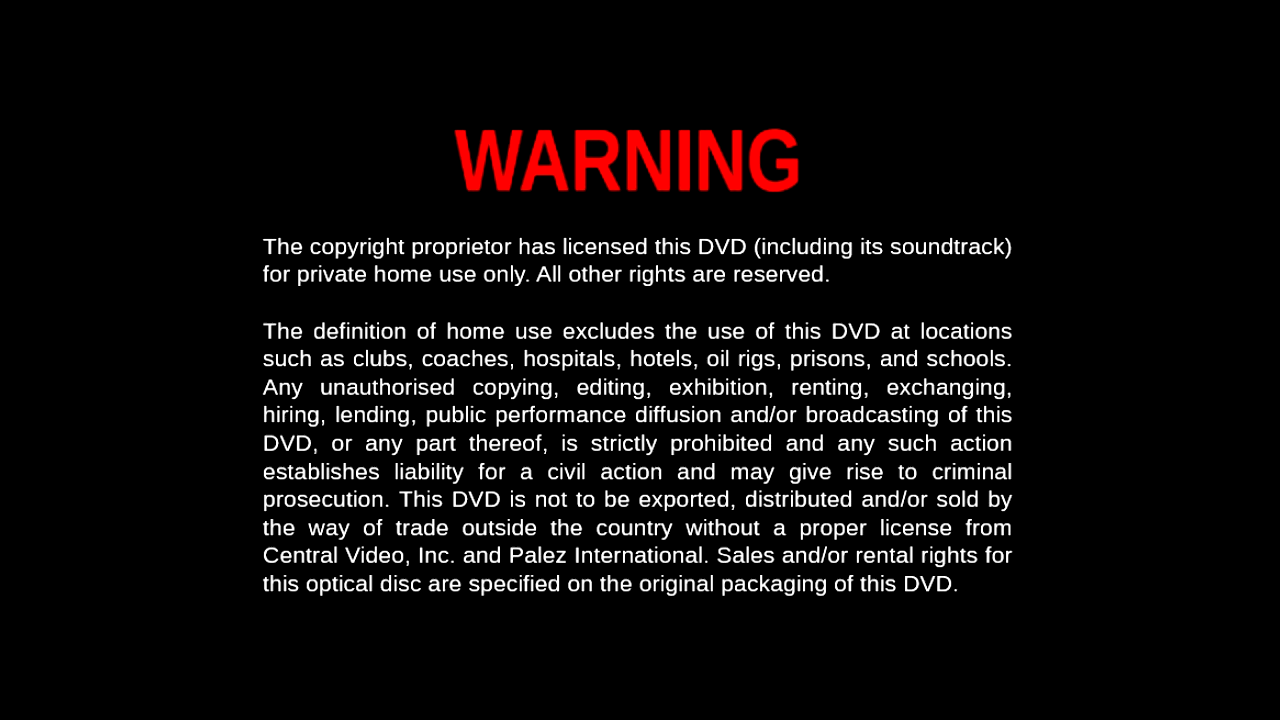 WARNING
The copyright proprietor has licensed this DVD (including its soundtrack)
for private home use only. All other rights are reserved.
The definition of home use excludes the use of this DVD at locations
such as clubs, coaches, hospitals, hotels, oil rigs, prisons, and schools.
Any unauthorised copying, editing, exhibition, renting, exchanging,
hiring, lending, public performance diffusion and/or broadcasting of this
DVD, or any part thereof, is strictly prohibited and any such action
establishes liability for a civil action and may give rise to criminal
prosecution. This DVD is not to be exported, distributed and/or sold by
the way of trade outside the country without a proper license from
Central Video, Inc. and Palez International. Sales and/or rental rights for
this optical disc are specified on the original packaging of this DVD.